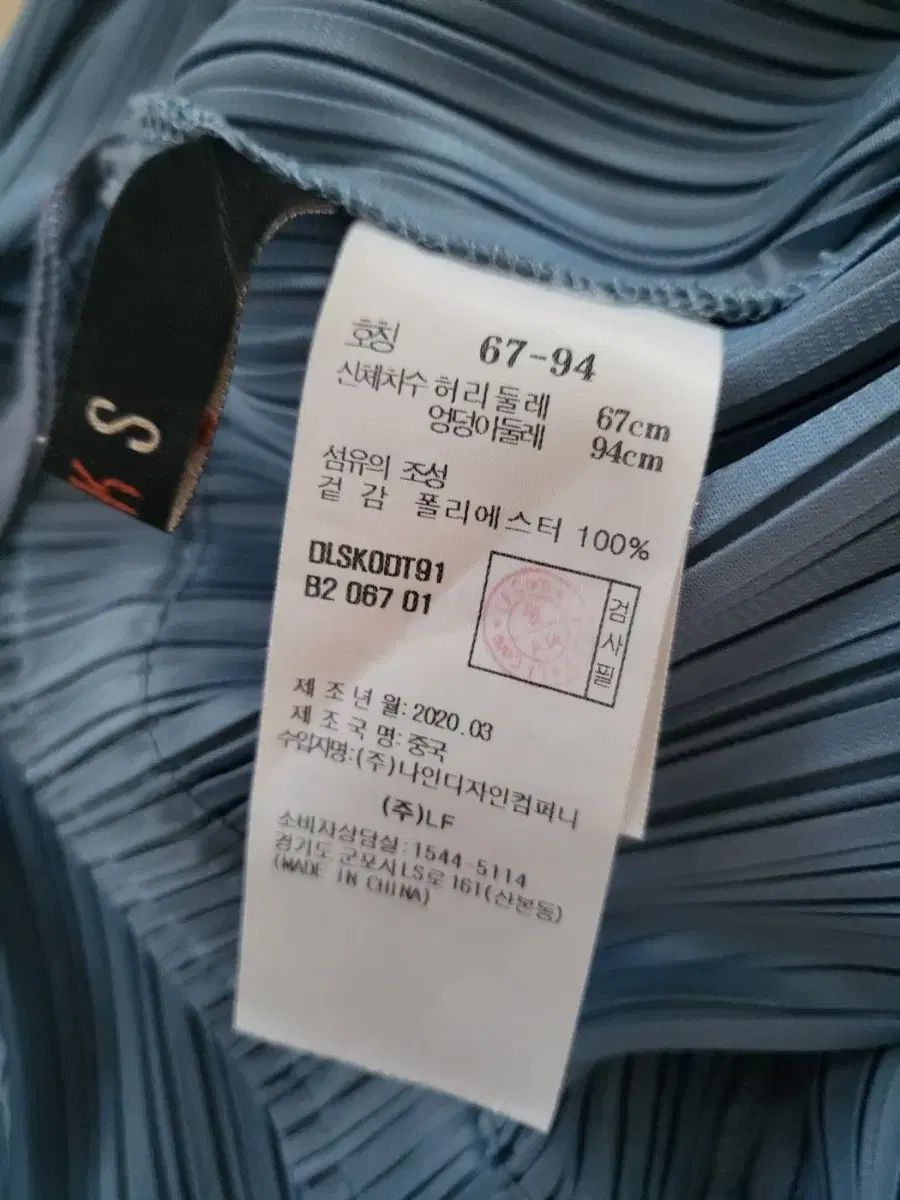 KS
호칭 67-94
신체치수 허리둘레 67cm
엉덩이둘레 94cm
섬유의 조성
겉 감 폴리에스터 100%
DLSKODT91
B2 067 01
검사필
제 조 년 월: 2020.03
제 조 국 명: 중국
수입자명: (주)나인디자인컴퍼니
(주)LF
소비자상담실: 1544-5114
경기도 군포시 LS로 161(산본동)
(MADE IN CHINA)